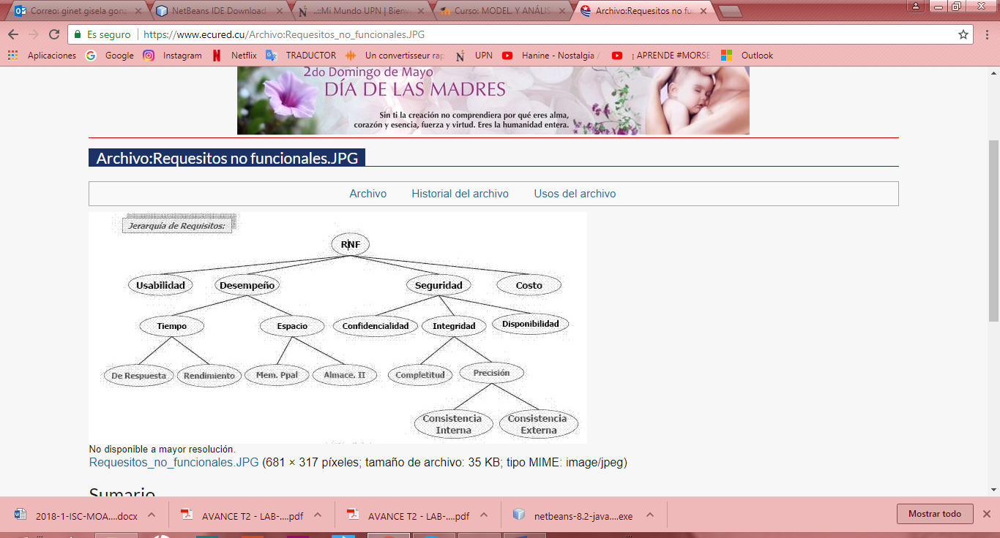 Correo: ginet gisela gonz
NetBeans IDE Download
..::Mi Mundo UPN | Bienv
Curso: MODEL. Y ANÁLIS
Archivo:Requesitos no fu
Es seguro
https://www.ecured.cu/Archivo:Requesitos_no_funcionales.JPG
Aplicaciones
Google
Instagram
Netflix
TRADUCTOR
Un convertisseur rap
UPN
Hanine - Nostalgia /
¡ APRENDE #MORSE
Outlook
2do Domingo de Mayo
DÍA DE LAS MADRES
Sin ti la creación no comprendiera por qué eres alma,
corazón y esencia, fuerza y virtud. Eres la humanidad entera.
Archivo:Requesitos no funcionales.JPG
Archivo Historial del archivo Usos del archivo
Jerarquía de Requisitos:
RNF
Usabilidad Desempeño Seguridad Costo
Tiempo Espacio Confidencialidad Integridad Disponibilidad
De Respuesta Rendimiento Mem. Ppal Almace. II Completitud Precisión
Consistencia Interna Consistencia Externa
No disponible a mayor resolución.
Requesitos_no_funcionales.JPG (681 × 317 píxeles; tamaño de archivo: 35 KB; tipo MIME: image/jpeg)
Sumario
2018-1-ISC-MOA....docx
AVANCE T2 - LAB-....pdf
AVANCE T2 - LAB-....pdf
netbeans-8.2-java....exe
Mostrar todo